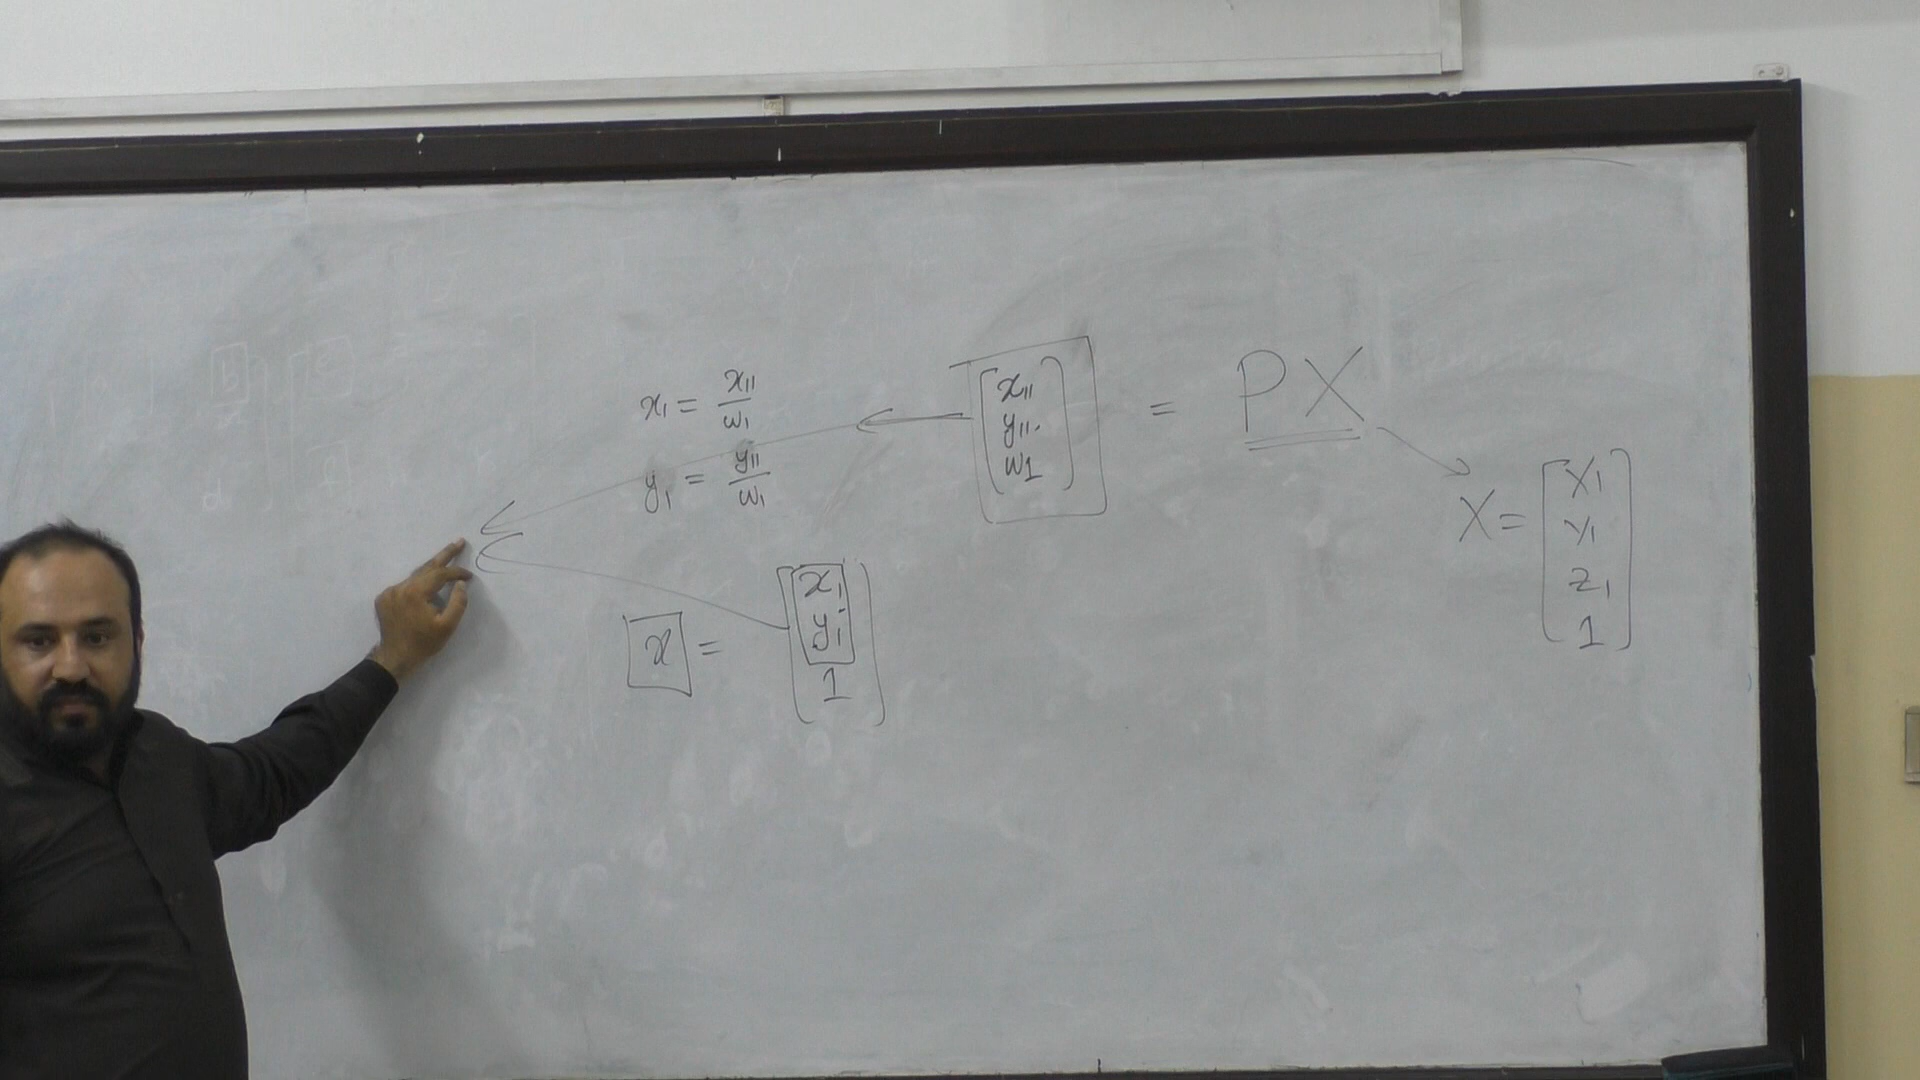 x₁ = x₁₁/w₁
y₁ = y₁₁/w₁
[x₁₁
y₁₁
w1]
= PX
X = [X₁
Y₁
Z₁
1]
x = [x₁
y₁
1]